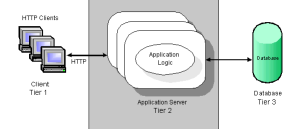 HTTP Clients
HTTP
Client
Tier 1
Application
Logic
Application Server
Tier 2
Database
Database
Tier 3